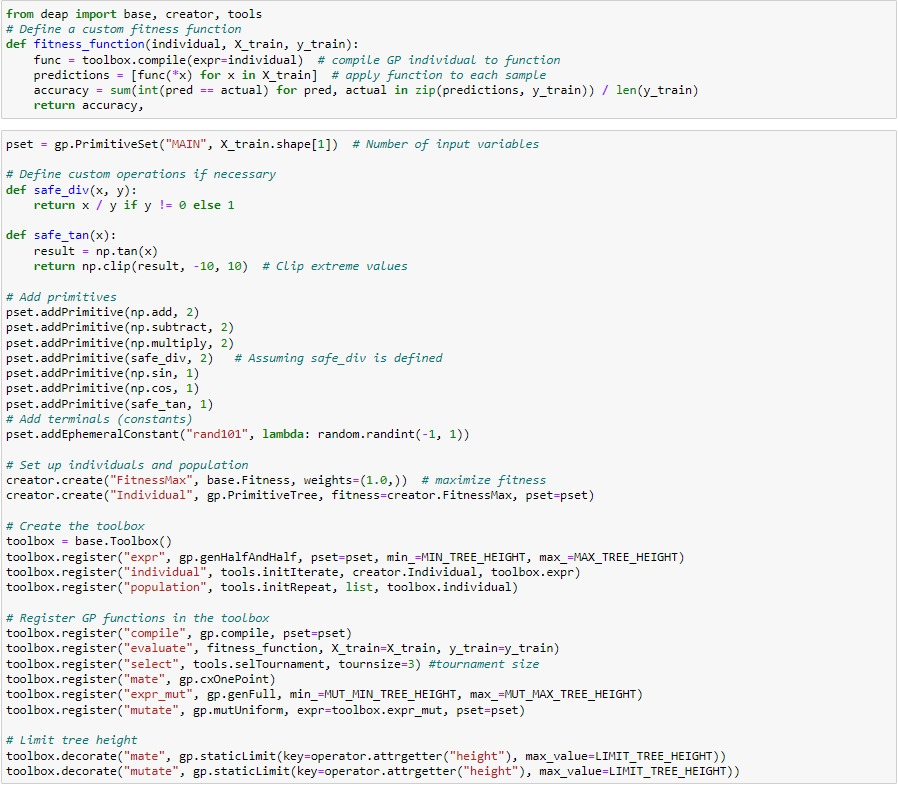 from deap import base, creator, tools
# Define a custom fitness function
def fitness_function(individual, X_train, y_train):
    func = toolbox.compile(expr=individual)  # compile GP individual to function
    predictions = [func(*x) for x in X_train]  # apply function to each sample
    accuracy = sum(int(pred == actual) for pred, actual in zip(predictions, y_train)) / len(y_train)
    return accuracy,
pset = gp.PrimitiveSet("MAIN", X_train.shape[1])  # Number of input variables
# Define custom operations if necessary
def safe_div(x, y):
    return x / y if y != 0 else 1
def safe_tan(x):
    result = np.tan(x)
    return np.clip(result, -10, 10)  # Clip extreme values
# Add primitives
pset.addPrimitive(np.add, 2)
pset.addPrimitive(np.subtract, 2)
pset.addPrimitive(np.multiply, 2)
pset.addPrimitive(safe_div, 2)   # Assuming safe_div is defined
pset.addPrimitive(np.sin, 1)
pset.addPrimitive(np.cos, 1)
pset.addPrimitive(safe_tan, 1)
# Add terminals (constants)
pset.addEphemeralConstant("rand101", lambda: random.randint(-1, 1))
# Set up individuals and population
creator.create("FitnessMax", base.Fitness, weights=(1.0,))  # maximize fitness
creator.create("Individual", gp.PrimitiveTree, fitness=creator.FitnessMax, pset=pset)
# Create the toolbox
toolbox = base.Toolbox()
toolbox.register("expr", gp.genHalfAndHalf, pset=pset, min_=MIN_TREE_HEIGHT, max_=MAX_TREE_HEIGHT)
toolbox.register("individual", tools.initIterate, creator.Individual, toolbox.expr)
toolbox.register("population", tools.initRepeat, list, toolbox.individual)
# Register GP functions in the toolbox
toolbox.register("compile", gp.compile, pset=pset)
toolbox.register("evaluate", fitness_function, X_train=X_train, y_train=y_train)
toolbox.register("select", tools.selTournament, tournsize=3) #tournament size
toolbox.register("mate", gp.cxOnePoint)
toolbox.register("expr_mut", gp.genFull, min_=MUT_MIN_TREE_HEIGHT, max_=MUT_MAX_TREE_HEIGHT)
toolbox.register("mutate", gp.mutUniform, expr=toolbox.expr_mut, pset=pset)
# Limit tree height
toolbox.decorate("mate", gp.staticLimit(key=operator.attrgetter("height"), max_value=LIMIT_TREE_HEIGHT))
toolbox.decorate("mutate", gp.staticLimit(key=operator.attrgetter("height"), max_value=LIMIT_TREE_HEIGHT))